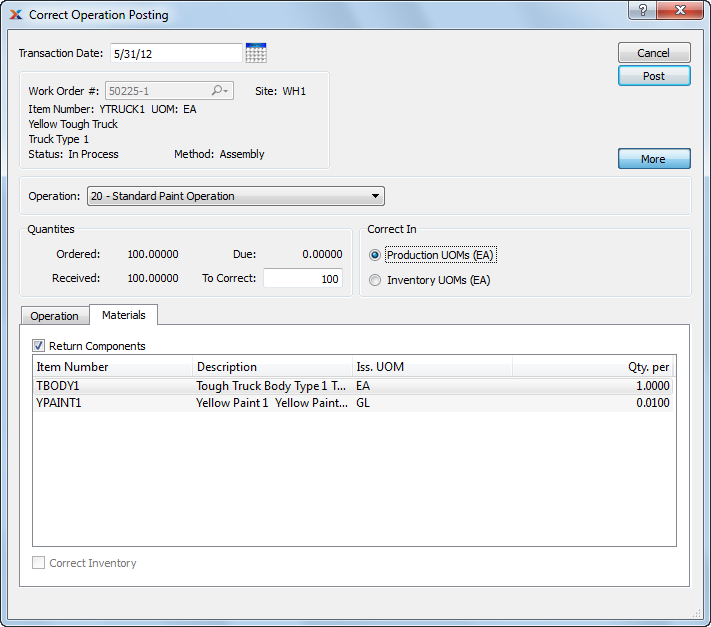 Correct Operation Posting
?
Transaction Date: 5/31/12
Cancel
Post
Work Order #: 50225-1 Site: WH1
Item Number: YTRUCK1 UOM: EA
Yellow Tough Truck
Truck Type 1
Status: In Process Method: Assembly
More
Operation: 20 - Standard Paint Operation
Quantites
Ordered: 100.00000 Due: 0.00000
Received: 100.00000 To Correct: 100
Correct In
Production UOMs (EA)
Inventory UOMs (EA)
Operation Materials
Return Components
Item Number Description Iss. UOM Qty. per
TBODY1 Tough Truck Body Type 1 T... EA 1.0000
YPAINT1 Yellow Paint 1 Yellow Paint... GL 0.0100
Correct Inventory